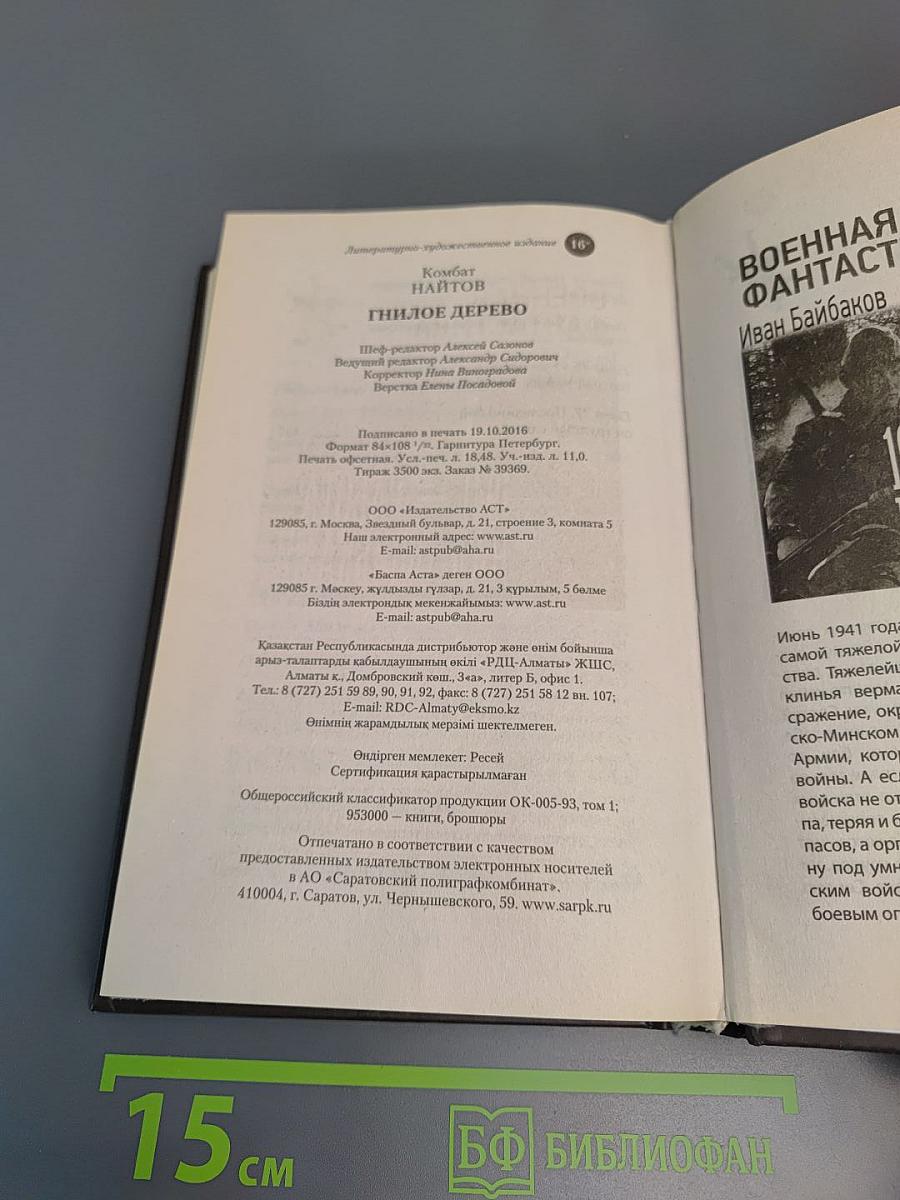 Литературно-художественное издание 16+
Комбат
НАЙТОВ
ГНИЛОЕ ДЕРЕВО
Шеф-редактор Алексей Сазонов
Ведущий редактор Александр Сидорович
Корректор Нина Виноградова
Верстка Елены Посадовой
Подписано в печать 19.10.2016
Формат 84×108 1/32. Гарнитура Петербург.
Печать офсетная. Усл.-печ. л. 18,48. Уч.-изд. л. 11,0.
Тираж 3500 экз. Заказ № 39369.
ООО «Издательство АСТ»
129085, г. Москва, Звездный бульвар, д. 21, строение 3, комната 5
Наш электронный адрес: www.ast.ru
E-mail: astpub@aha.ru
«Баспа Аста» деген ООО
129085 г. Мәскеу, жұлдызды гүлзар, д. 21, 3 құрылым, 5 бөлме
Біздің электрондық мекенжайымыз: www.ast.ru
E-mail: astpub@aha.ru
Қазақстан Республикасында дистрибьютор және өнім бойынша
арыз-талаптарды қабылдаушының өкілі «РДЦ-Алматы» ЖШС,
Алматы қ., Домбровский көш., 3«а», литер Б, офис 1.
Тел.: 8 (727) 251 59 89, 90, 91, 92, факс: 8 (727) 251 58 12 вн. 107;
E-mail: RDC-Almaty@eksmo.kz
Өнімнің жарамдылық мерзімі шектелмеген.
Өндірген мемлекет: Ресей
Сертификация қарастырылмаған
Общероссийский классификатор продукции ОК-005-93, том 1;
953000 — книги, брошюры
Отпечатано в соответствии с качеством
предоставленных издательством электронных носителей
в АО «Саратовский полиграфкомбинат».
410004, г. Саратов, ул. Чернышевского, 59. www.sarpk.ru
ВОЕННАЯ
ФАНТАСТ
Иван Байбаков
Июнь 1941 года
самой тяжелой
ства. Тяжелей
клинья верма
сражение, окр
ско-Минском
Армии, кото
войны. А есл
войска не от
па, теряя и б
пасов, а орг
ну под умн
ским войс
боевым оп
15 см
БФ БИБЛИОФАН